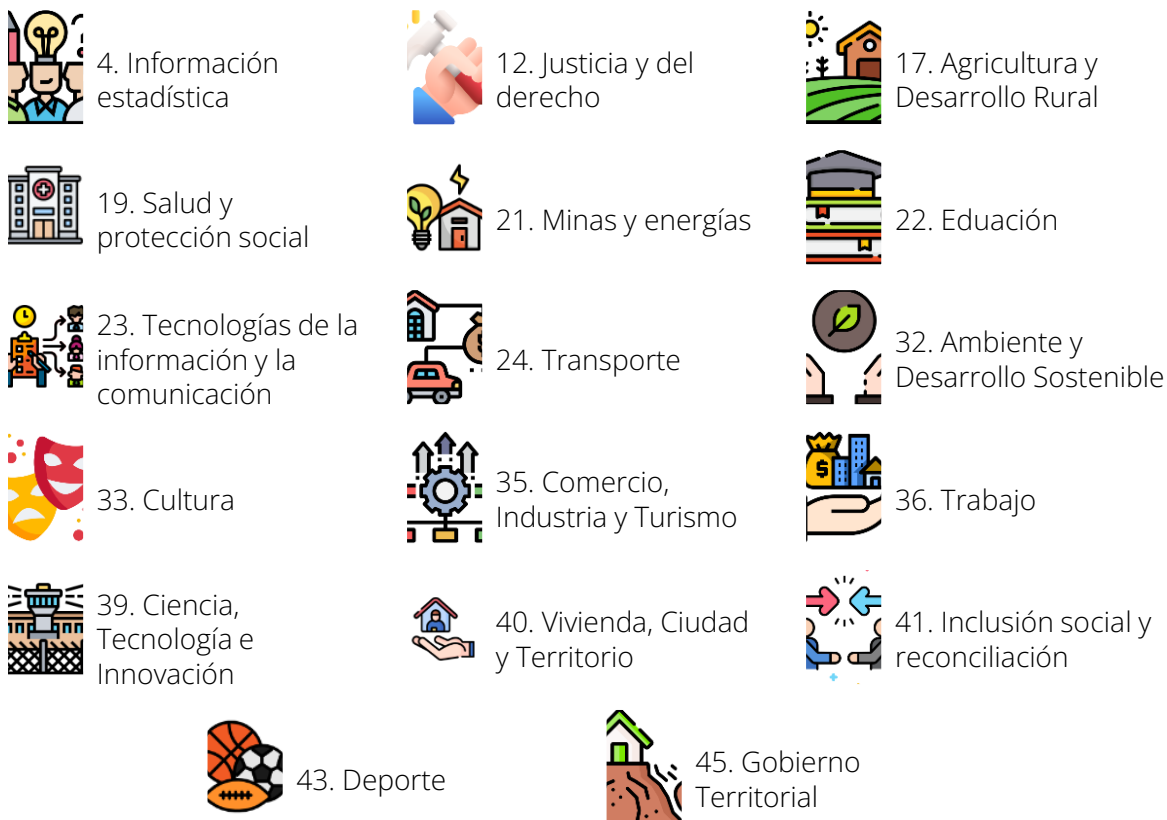 4. Información
estadística
12. Justicia y del
derecho
17. Agricultura y
Desarrollo Rural
19. Salud y
protección social
21. Minas y energías
22. Eduación
23. Tecnologías de la
información y la
comunicación
24. Transporte
32. Ambiente y
Desarrollo Sostenible
33. Cultura
35. Comercio,
Industria y Turismo
36. Trabajo
39. Ciencia,
Tecnología e
Innovación
40. Vivienda, Ciudad
y Territorio
41. Inclusión social y
reconciliación
43. Deporte
45. Gobierno
Territorial